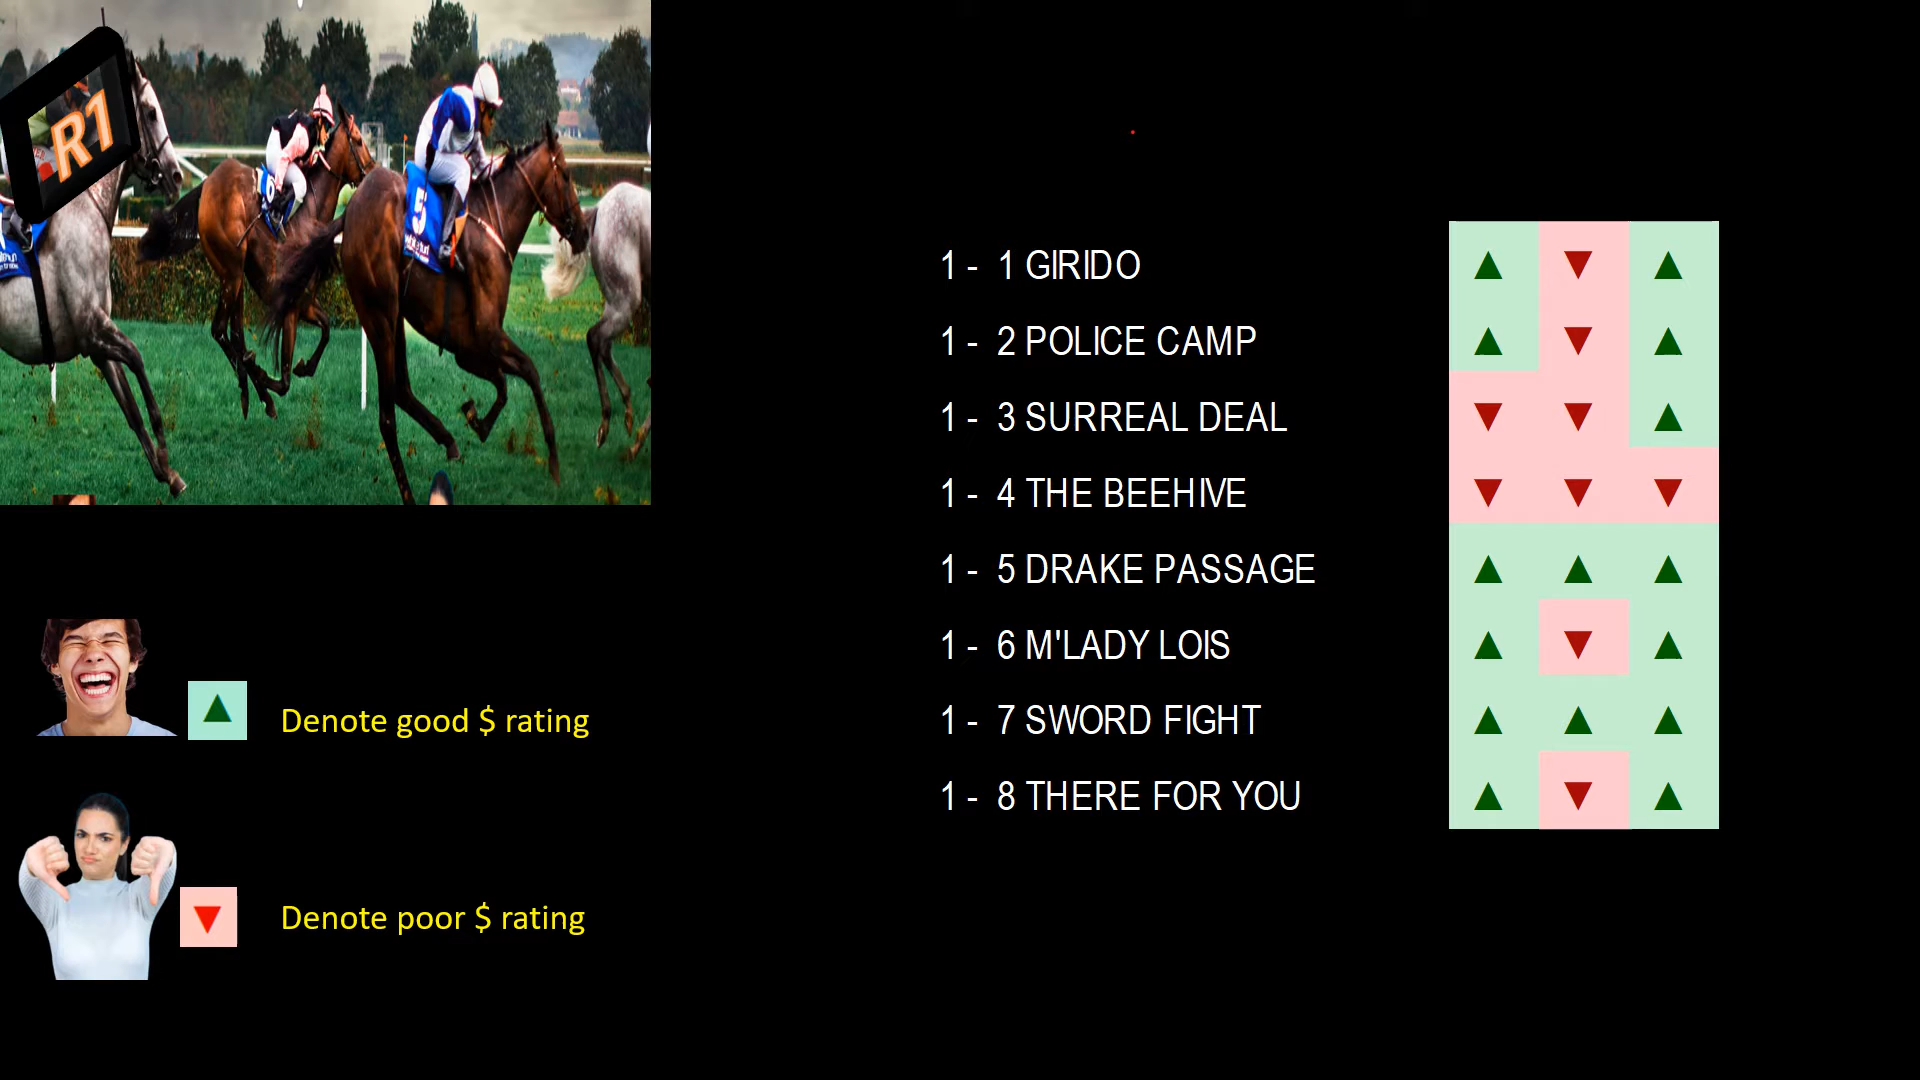 R1
6
5
1 - 1 GIRIDO
1 - 2 POLICE CAMP
1 - 3 SURREAL DEAL
1 - 4 THE BEEHIVE
1 - 5 DRAKE PASSAGE
1 - 6 M'LADY LOIS
1 - 7 SWORD FIGHT
1 - 8 THERE FOR YOU
Denote good $ rating
Denote poor $ rating